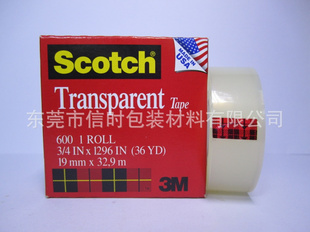 Scotch
MADE IN
USA
Transparent Tape
东莞市信时包装材料有限公司
600 1 ROLL
3/4 IN x 1296 IN (36 YD)
19 mm x 32,9 m
3M